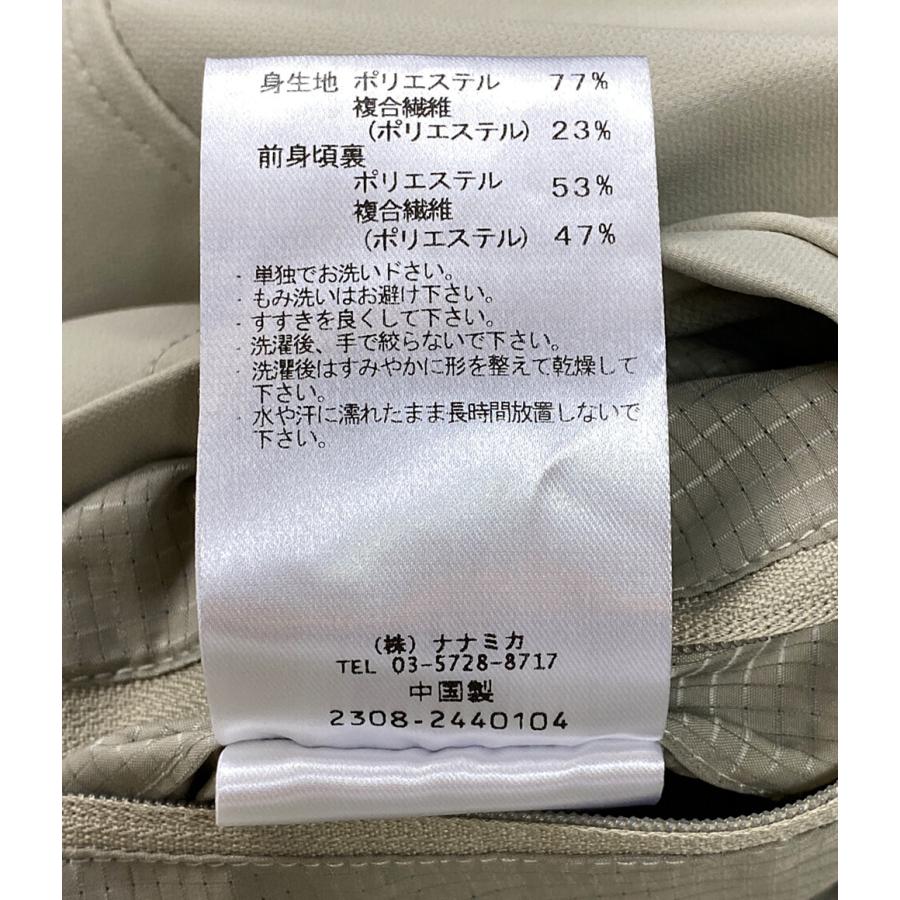 身生地 ポリエステル 77%
複合繊維
(ポリエステル) 23%
前身頃裏
ポリエステル 53%
複合繊維
(ポリエステル) 47%
・単独でお洗い下さい。
・もみ洗いはお避け下さい。
・すすきを良くして下さい。
・洗濯後、手で絞らないで下さい。
・洗濯後はすみやかに形を整えて乾燥して
下さい。
・水や汗に濡れたまま長時間放置しないで
下さい。
(株) ナナミカ
TEL 03-5728-8717
中国製
2308-2440104